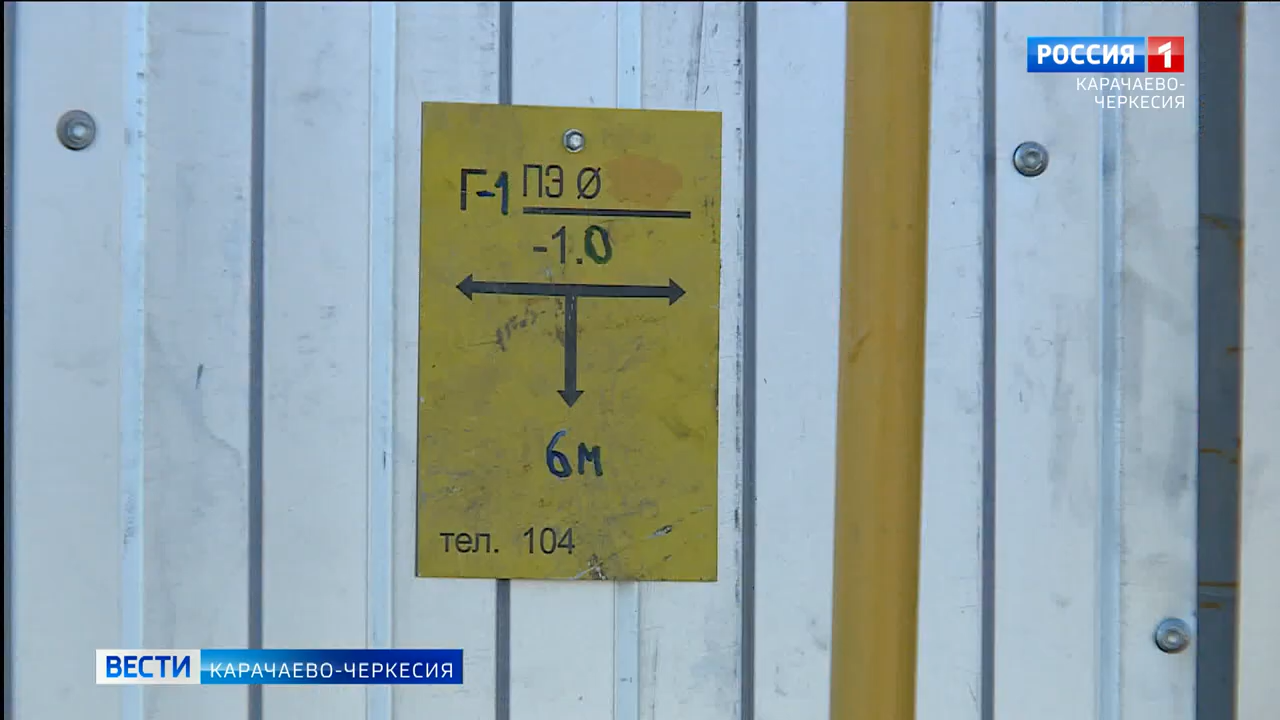 РОССИЯ 1
КАРАЧАЕВО-
ЧЕРКЕСИЯ
Г-1 ПЭ Ø
-1.0
6м
тел. 104
ВЕСТИ КАРАЧАЕВО-ЧЕРКЕСИЯ